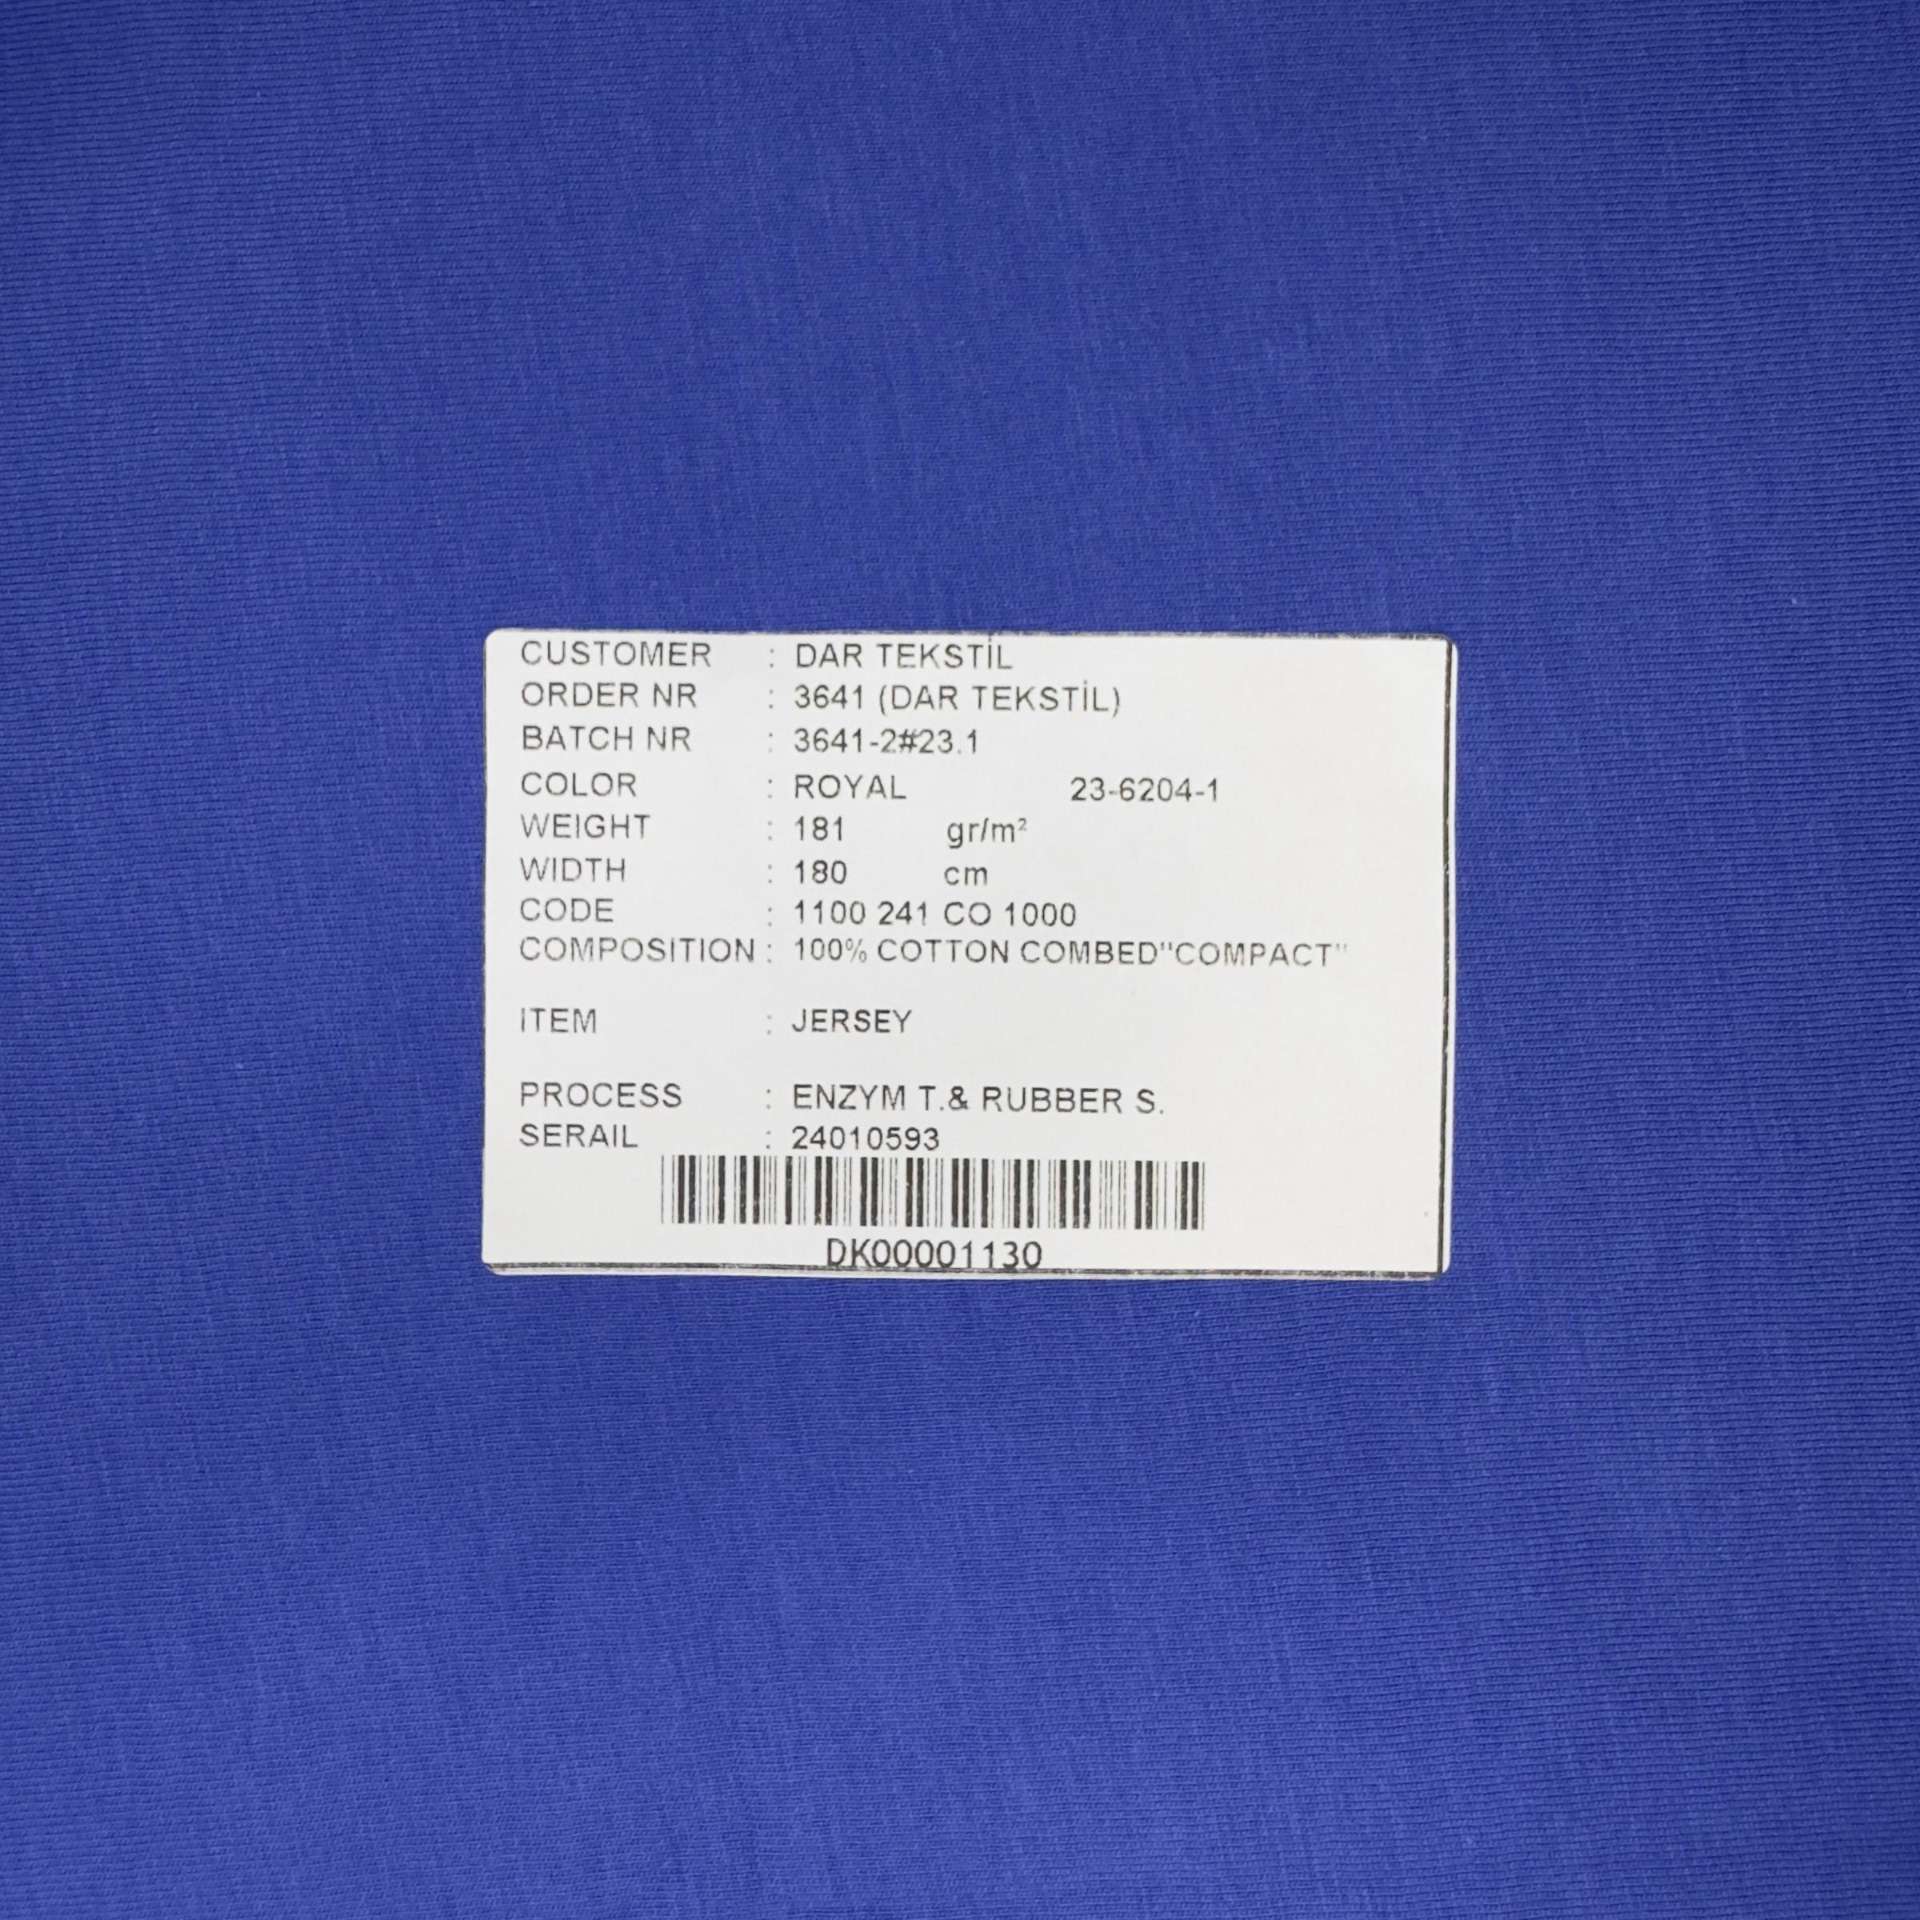 CUSTOMER : DAR TEKSTİL
ORDER NR : 3641 (DAR TEKSTİL)
BATCH NR : 3641-2#23.1
COLOR : ROYAL 23-6204-1
WEIGHT : 181 gr/m²
WIDTH : 180 cm
CODE : 1100 241 CO 1000
COMPOSITION : 100% COTTON COMBED"COMPACT"
ITEM : JERSEY
PROCESS : ENZYM T.& RUBBER S.
SERAIL : 24010593
DK00001130